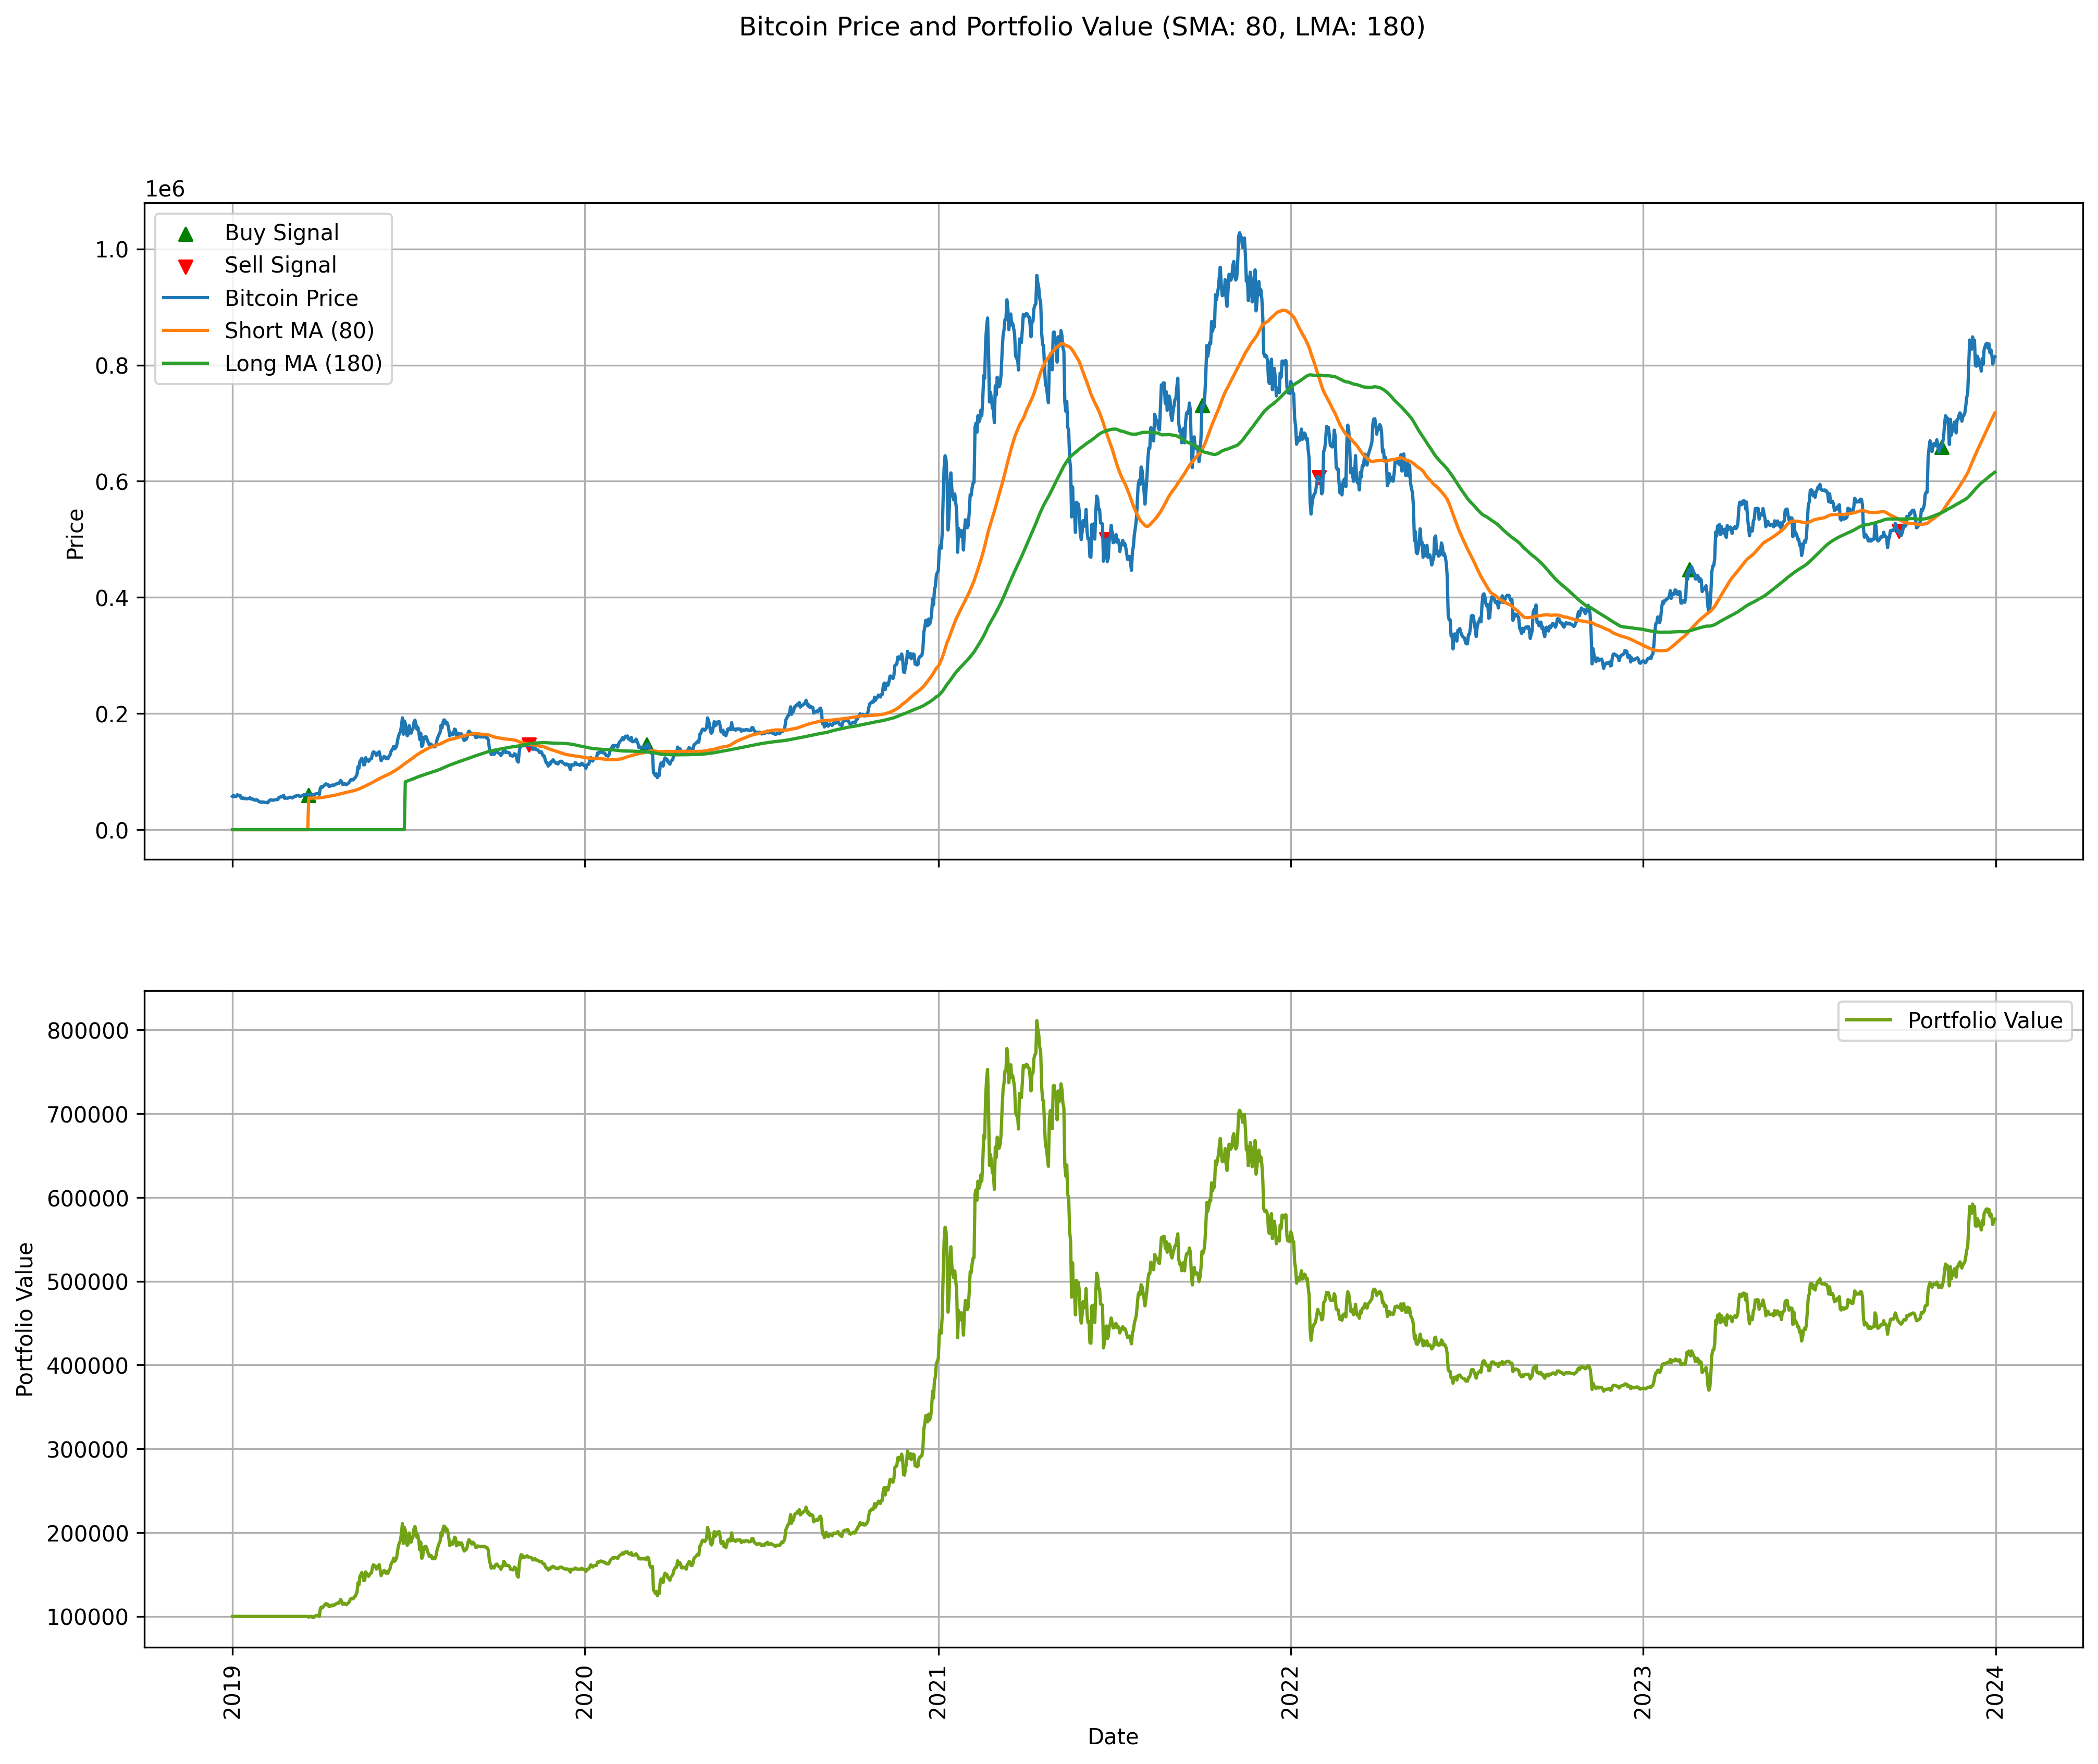 Bitcoin Price and Portfolio Value (SMA: 80, LMA: 180)
1e6
Buy Signal
Sell Signal
Bitcoin Price
Short MA (80)
Long MA (180)
1.0
0.8
0.6
0.4
0.2
0.0
Price
Portfolio Value
800000
700000
600000
500000
400000
300000
200000
100000
Portfolio Value
2019
2020
2021
2022
2023
2024
Date